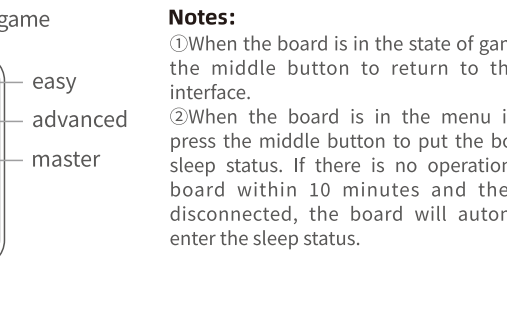 game
easy
advanced
master
Notes:
①When the board is in the state of gam
the middle button to return to th
interface.
②When the board is in the menu i
press the middle button to put the bo
sleep status. If there is no operation
board within 10 minutes and the
disconnected, the board will auton
enter the sleep status.